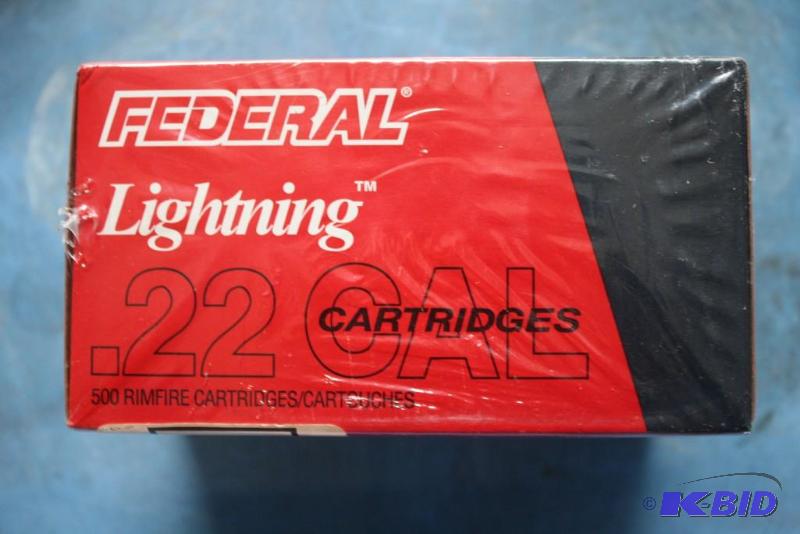 FEDERAL®
Lightning™
.22 CAL
CARTRIDGES
500 RIMFIRE CARTRIDGES/CARTOUCHES
© K-BID